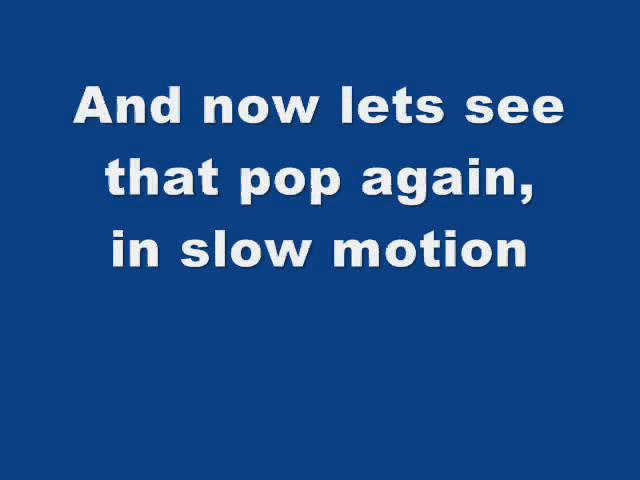 And now lets see
that pop again,
in slow motion